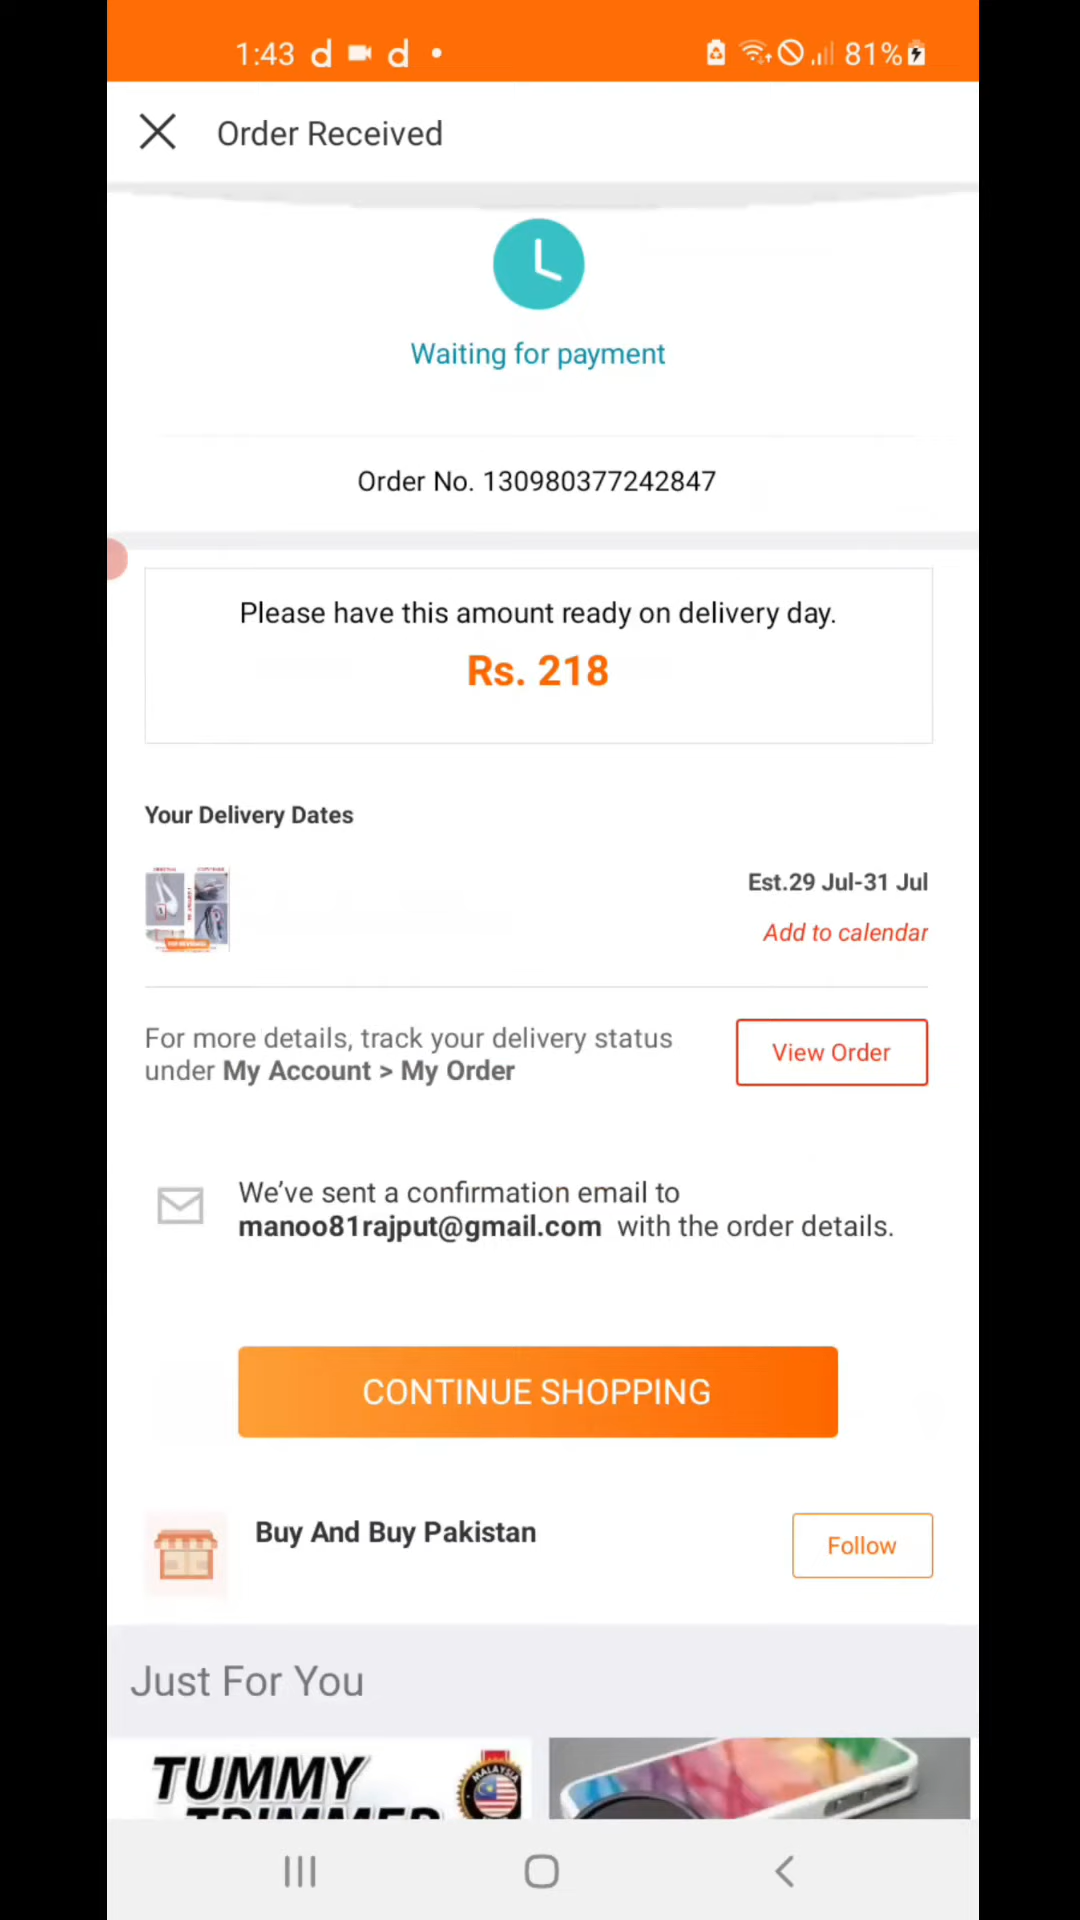 1:43 d d • 81%
Order Received
Waiting for payment
Order No. 130980377242847
Please have this amount ready on delivery day.
Rs. 218
Your Delivery Dates
Est.29 Jul-31 Jul
Add to calendar
For more details, track your delivery status
under My Account > My Order
View Order
We've sent a confirmation email to
manoo81rajput@gmail.com with the order details.
CONTINUE SHOPPING
Buy And Buy Pakistan
Follow
Just For You
TUMMY
TRIMMER
MALAYSIA